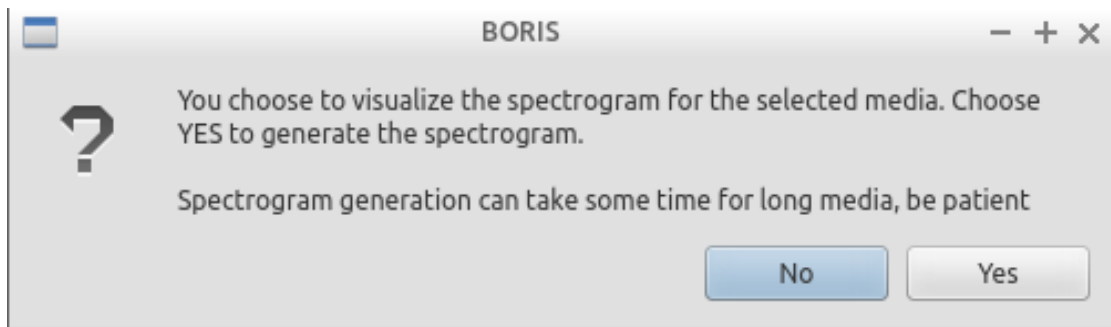 BORIS
You choose to visualize the spectrogram for the selected media. Choose
YES to generate the spectrogram.
Spectrogram generation can take some time for long media, be patient
No
Yes